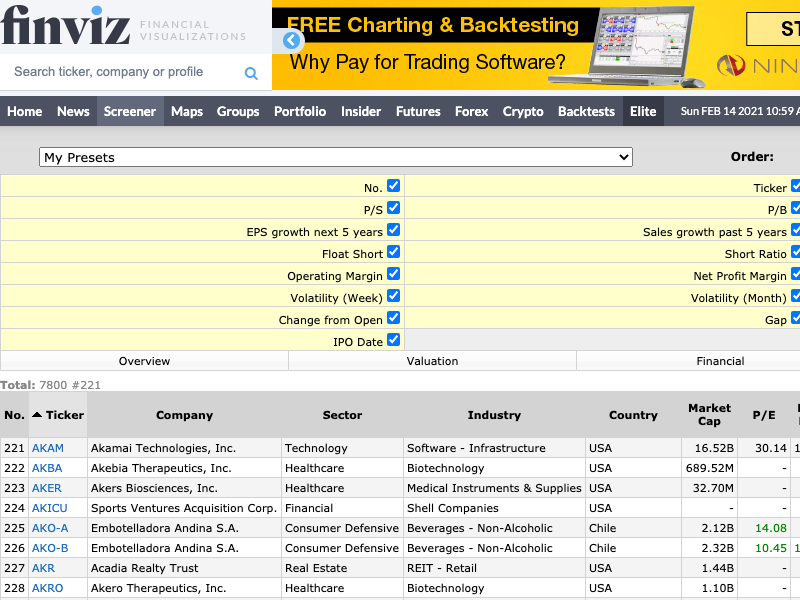 finviz FINANCIAL VISUALIZATIONS
Search ticker, company or profile
FREE Charting & Backtesting
Why Pay for Trading Software?
Home News Screener Maps Groups Portfolio Insider Futures Forex Crypto Backtests Elite Sun FEB 14 2021 10:59
My Presets Order:
No. Ticker
P/S P/B
EPS growth next 5 years Sales growth past 5 years
Float Short Short Ratio
Operating Margin Net Profit Margin
Volatility (Week) Volatility (Month)
Change from Open Gap
IPO Date
Overview Valuation Financial
Total: 7800 #221
No. Ticker Company Sector Industry Country Market Cap P/E
221 AKAM Akamai Technologies, Inc. Technology Software - Infrastructure USA 16.52B 30.14
222 AKBA Akebia Therapeutics, Inc. Healthcare Biotechnology USA 689.52M -
223 AKER Akers Biosciences, Inc. Healthcare Medical Instruments & Supplies USA 32.70M -
224 AKICU Sports Ventures Acquisition Corp. Financial Shell Companies USA - -
225 AKO-A Embotelladora Andina S.A. Consumer Defensive Beverages - Non-Alcoholic Chile 2.12B 14.08
226 AKO-B Embotelladora Andina S.A. Consumer Defensive Beverages - Non-Alcoholic Chile 2.32B 10.45
227 AKR Acadia Realty Trust Real Estate REIT - Retail USA 1.44B -
228 AKRO Akero Therapeutics, Inc. Healthcare Biotechnology USA 1.10B -